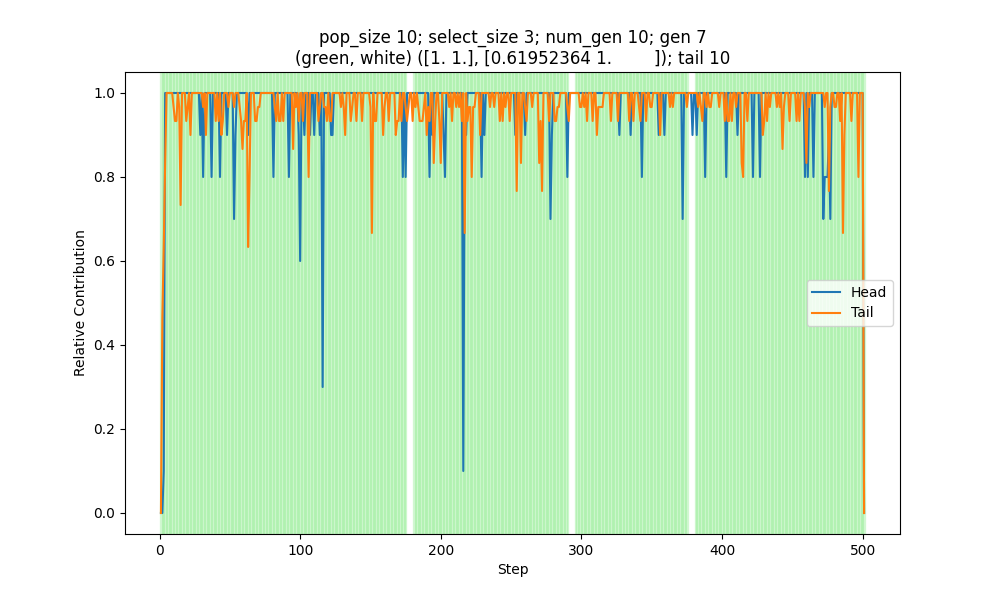 pop_size 10; select_size 3; num_gen 10; gen 7
(green, white) ([1. 1.], [0.61952364 1.         ]); tail 10
1.0
0.8
0.6
0.4
0.2
0.0
Relative Contribution
Head
Tail
0 100 200 300 400 500
Step